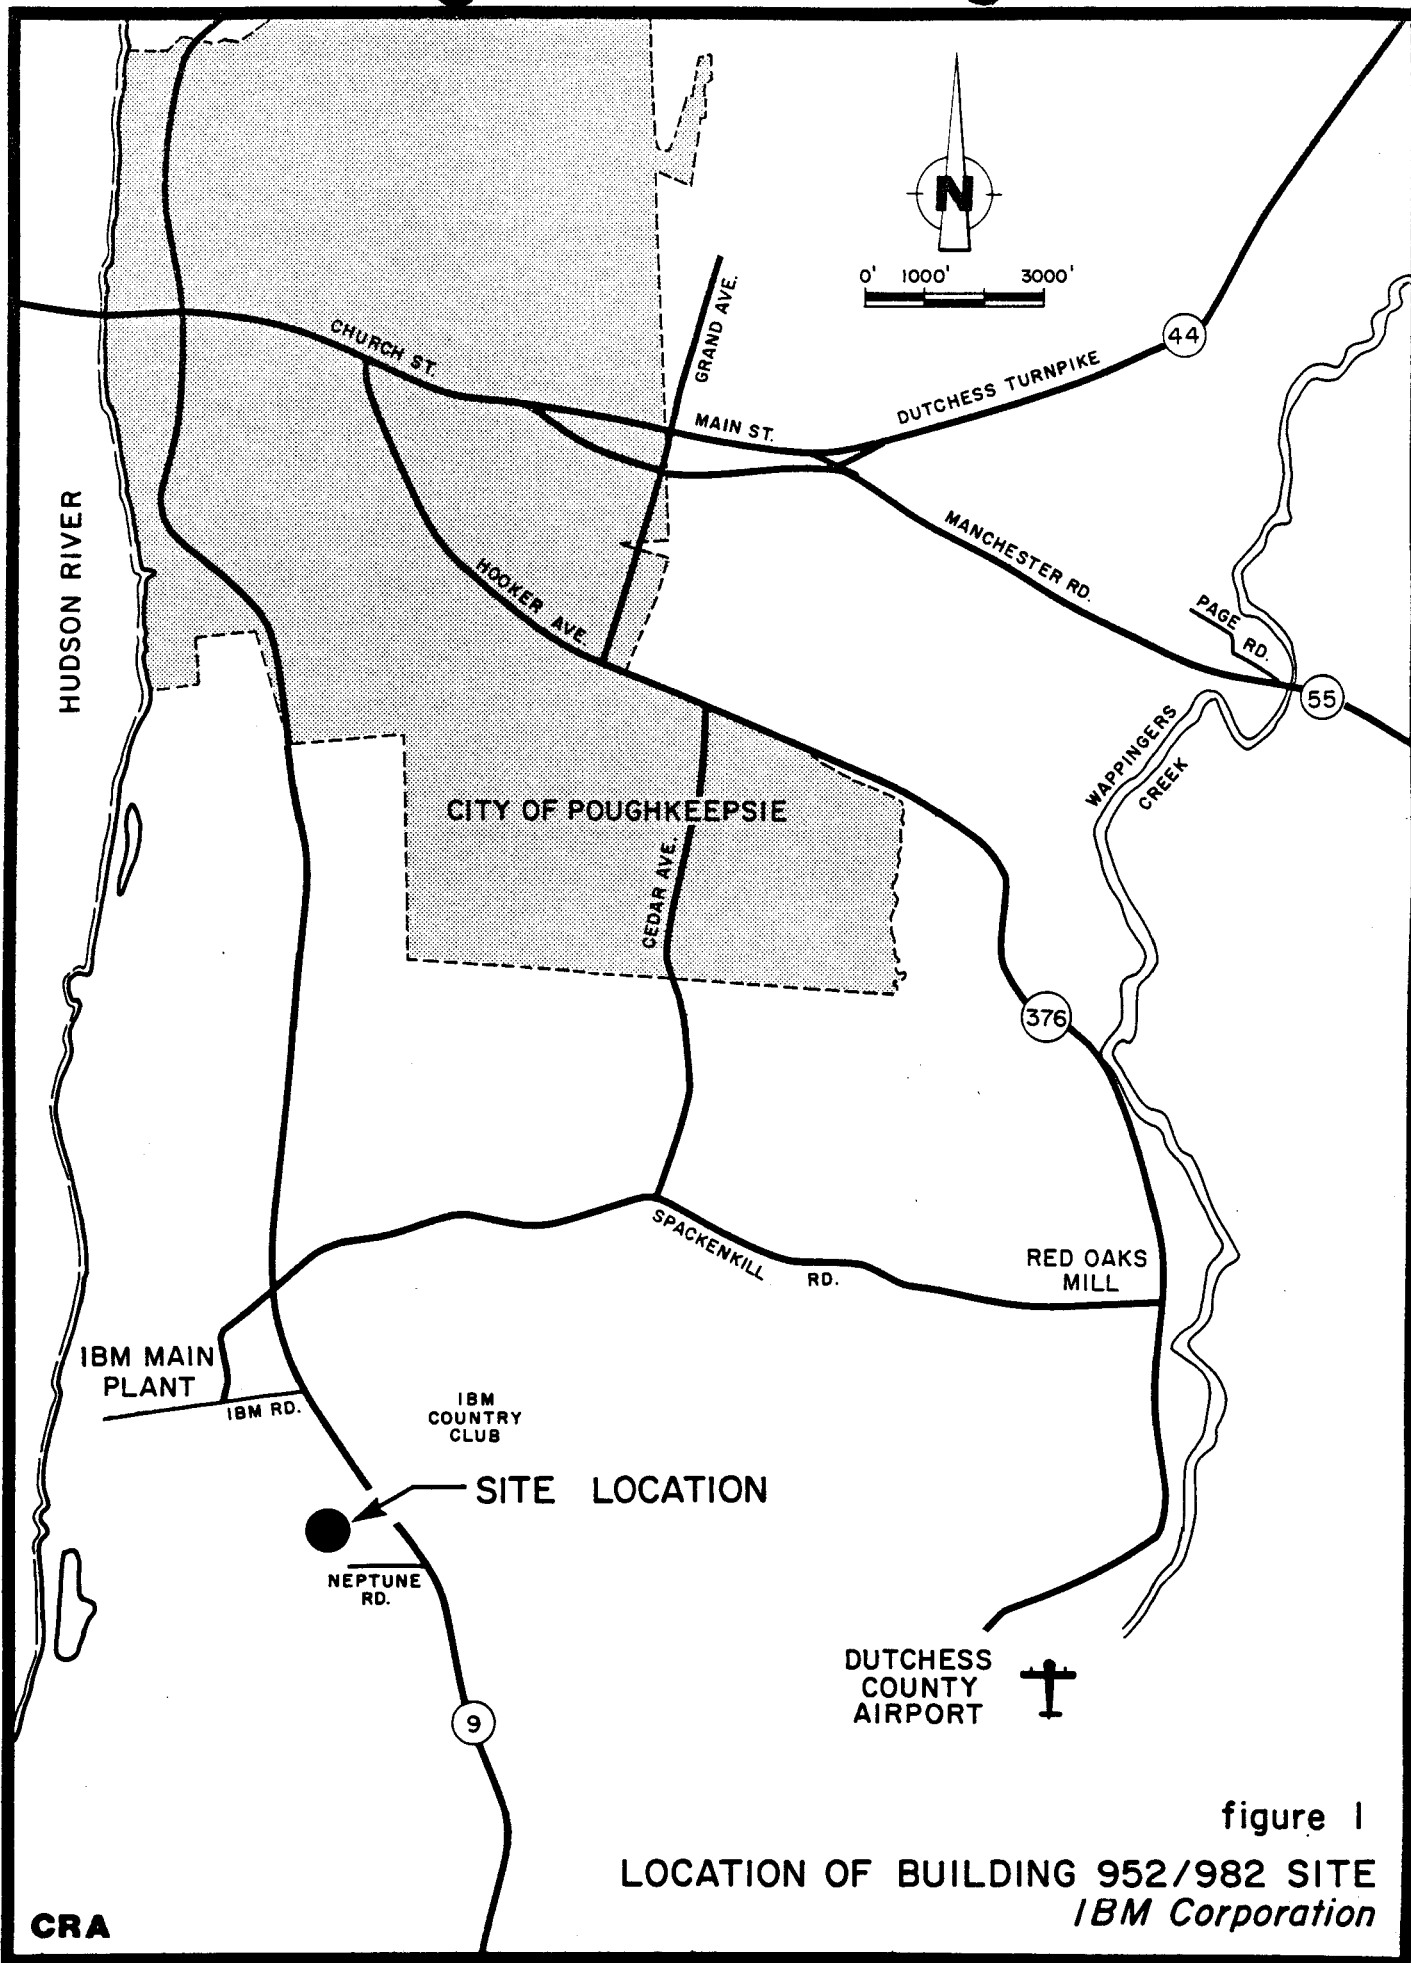 N
0' 1000' 3000'
GRAND AVE.
CHURCH ST.
44
DUTCHESS TURNPIKE
MAIN ST.
HUDSON RIVER
MANCHESTER RD.
HOOKER AVE.
PAGE RD.
55
WAPPINGERS
CREEK
CITY OF POUGHKEEPSIE
CEDAR AVE.
376
SPACKENKILL RD.
RED OAKS
MILL
IBM MAIN
PLANT
IBM RD.
IBM
COUNTRY
CLUB
SITE LOCATION
NEPTUNE
RD.
DUTCHESS
COUNTY
AIRPORT
9
figure 1
LOCATION OF BUILDING 952/982 SITE
IBM Corporation
CRA